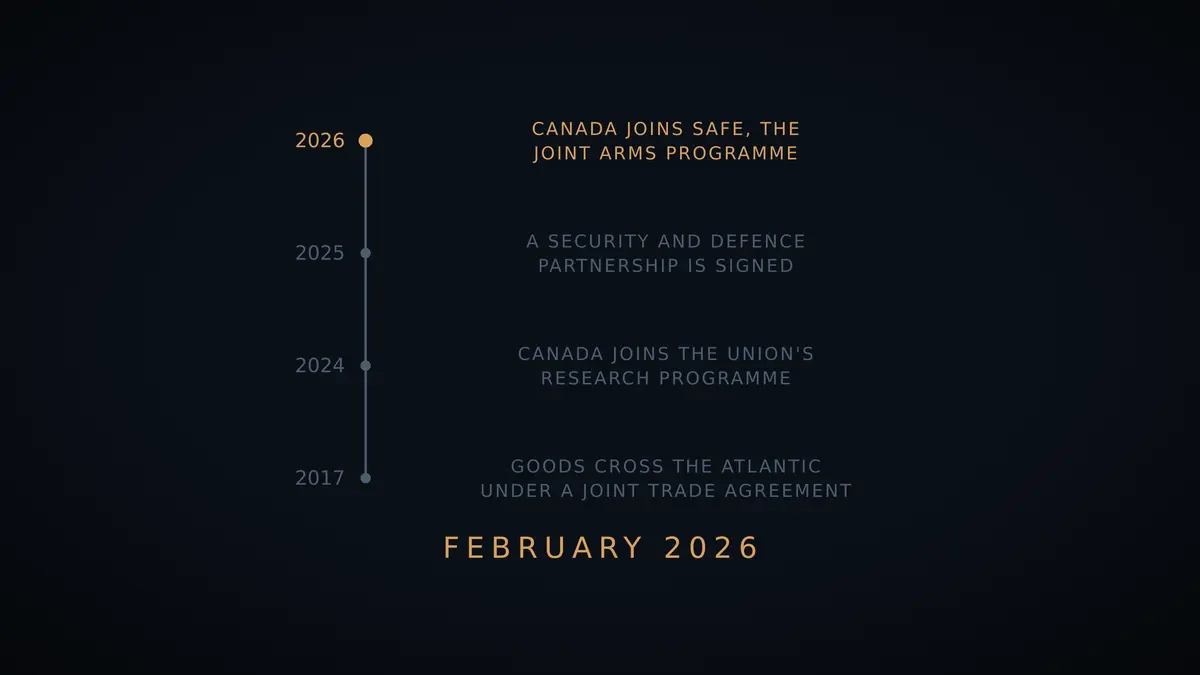 2026
CANADA JOINS SAFE, THE
JOINT ARMS PROGRAMME
2025
A SECURITY AND DEFENCE
PARTNERSHIP IS SIGNED
2024
CANADA JOINS THE UNION'S
RESEARCH PROGRAMME
2017
GOODS CROSS THE ATLANTIC
UNDER A JOINT TRADE AGREEMENT
FEBRUARY 2026